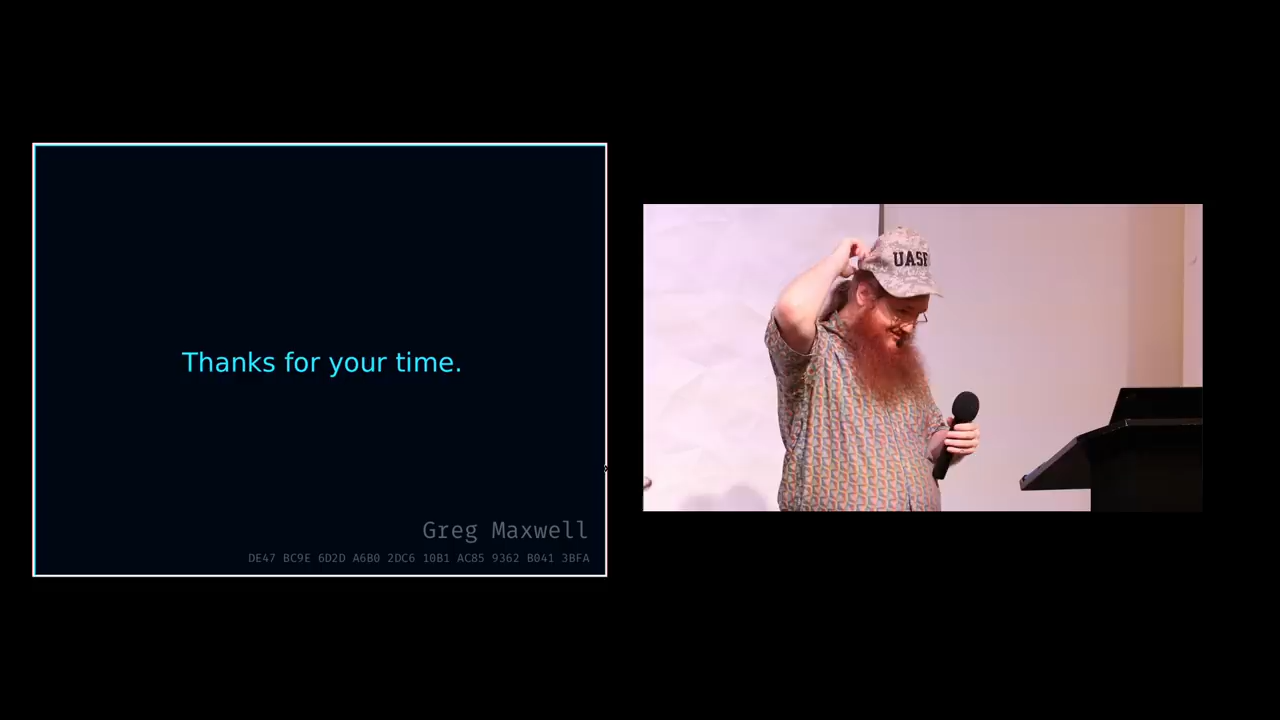 Thanks for your time.
Greg Maxwell
DE47 BC9E 6D2D A6B0 2DC6 10B1 AC85 9362 B041 3BFA
UASF